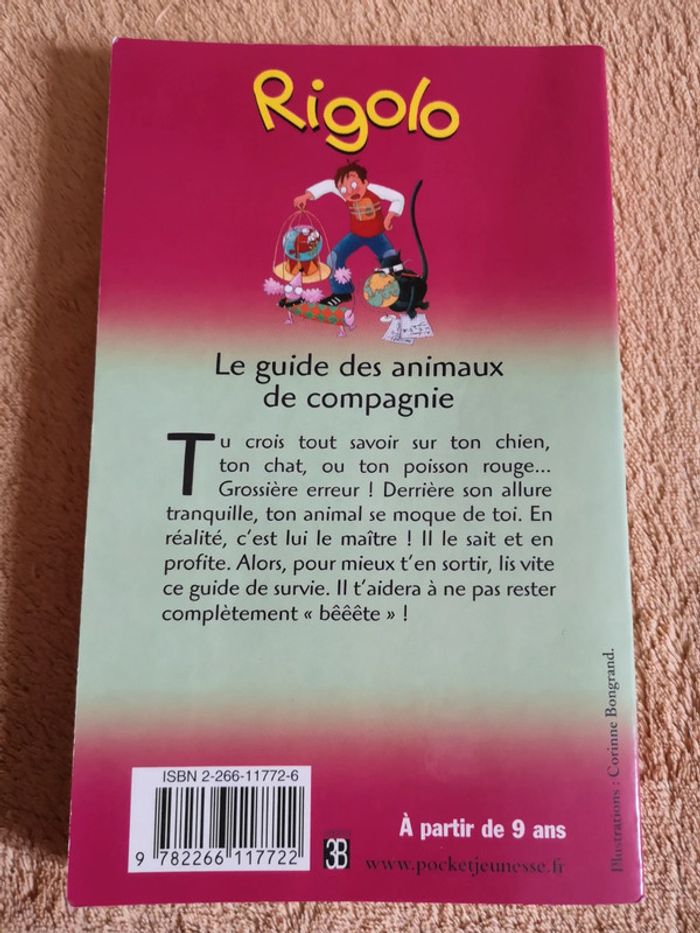 Rigolo
Le guide des animaux
de compagnie
Tu crois tout savoir sur ton chien,
ton chat, ou ton poisson rouge...
Grossière erreur ! Derrière son allure
tranquille, ton animal se moque de toi. En
réalité, c'est lui le maître ! Il le sait et en
profite. Alors, pour mieux t'en sortir, lis vite
ce guide de survie. Il t'aidera à ne pas rester
complètement « bêêête » !
Illustrations : Corinne Bongrand.
ISBN 2-266-11772-6
9 782266 117722
3B
À partir de 9 ans
www.pocketjeunesse.fr